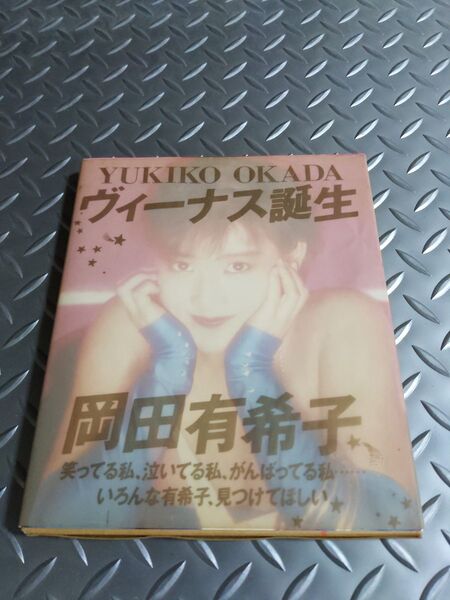 YUKIKO OKADA
ヴィーナス誕生
岡田有希子
笑ってる私、泣いてる私、がんばってる私……
いろんな有希子、見つけてほしい